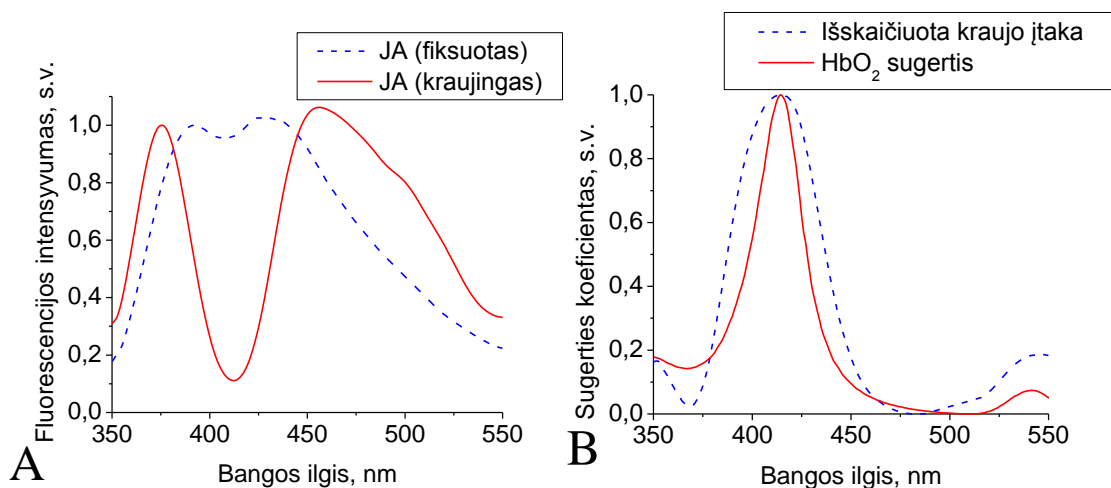 JA (fiksuotas)
JA (kraujingas)
Fluorescencijos intensyvumas, s.v.
1,0
0,8
0,6
0,4
0,2
0,0
350 400 450 500 550
Bangos ilgis, nm
A
Išskaičiuota kraujo įtaka
HbO2 sugertis
Sugerties koeficientas, s.v.
1,0
0,8
0,6
0,4
0,2
0,0
350 400 450 500 550
Bangos ilgis, nm
B